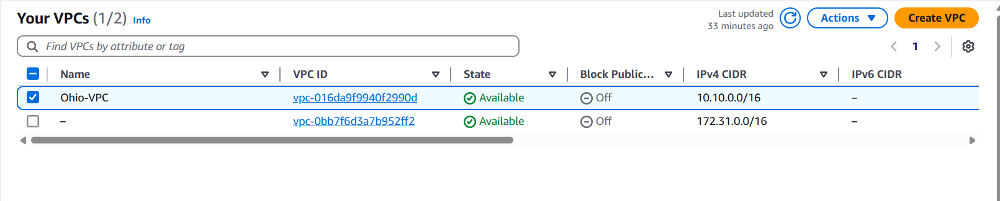 Your VPCs (1/2) Info
Last updated
33 minutes ago
Actions
Create VPC
Find VPCs by attribute or tag
1
Name VPC ID State Block Public... IPv4 CIDR IPv6 CIDR
Ohio-VPC vpc-016da9f9940f2990d Available Off 10.10.0.0/16 –
– vpc-0bb7f6d3a7b952ff2 Available Off 172.31.0.0/16 –